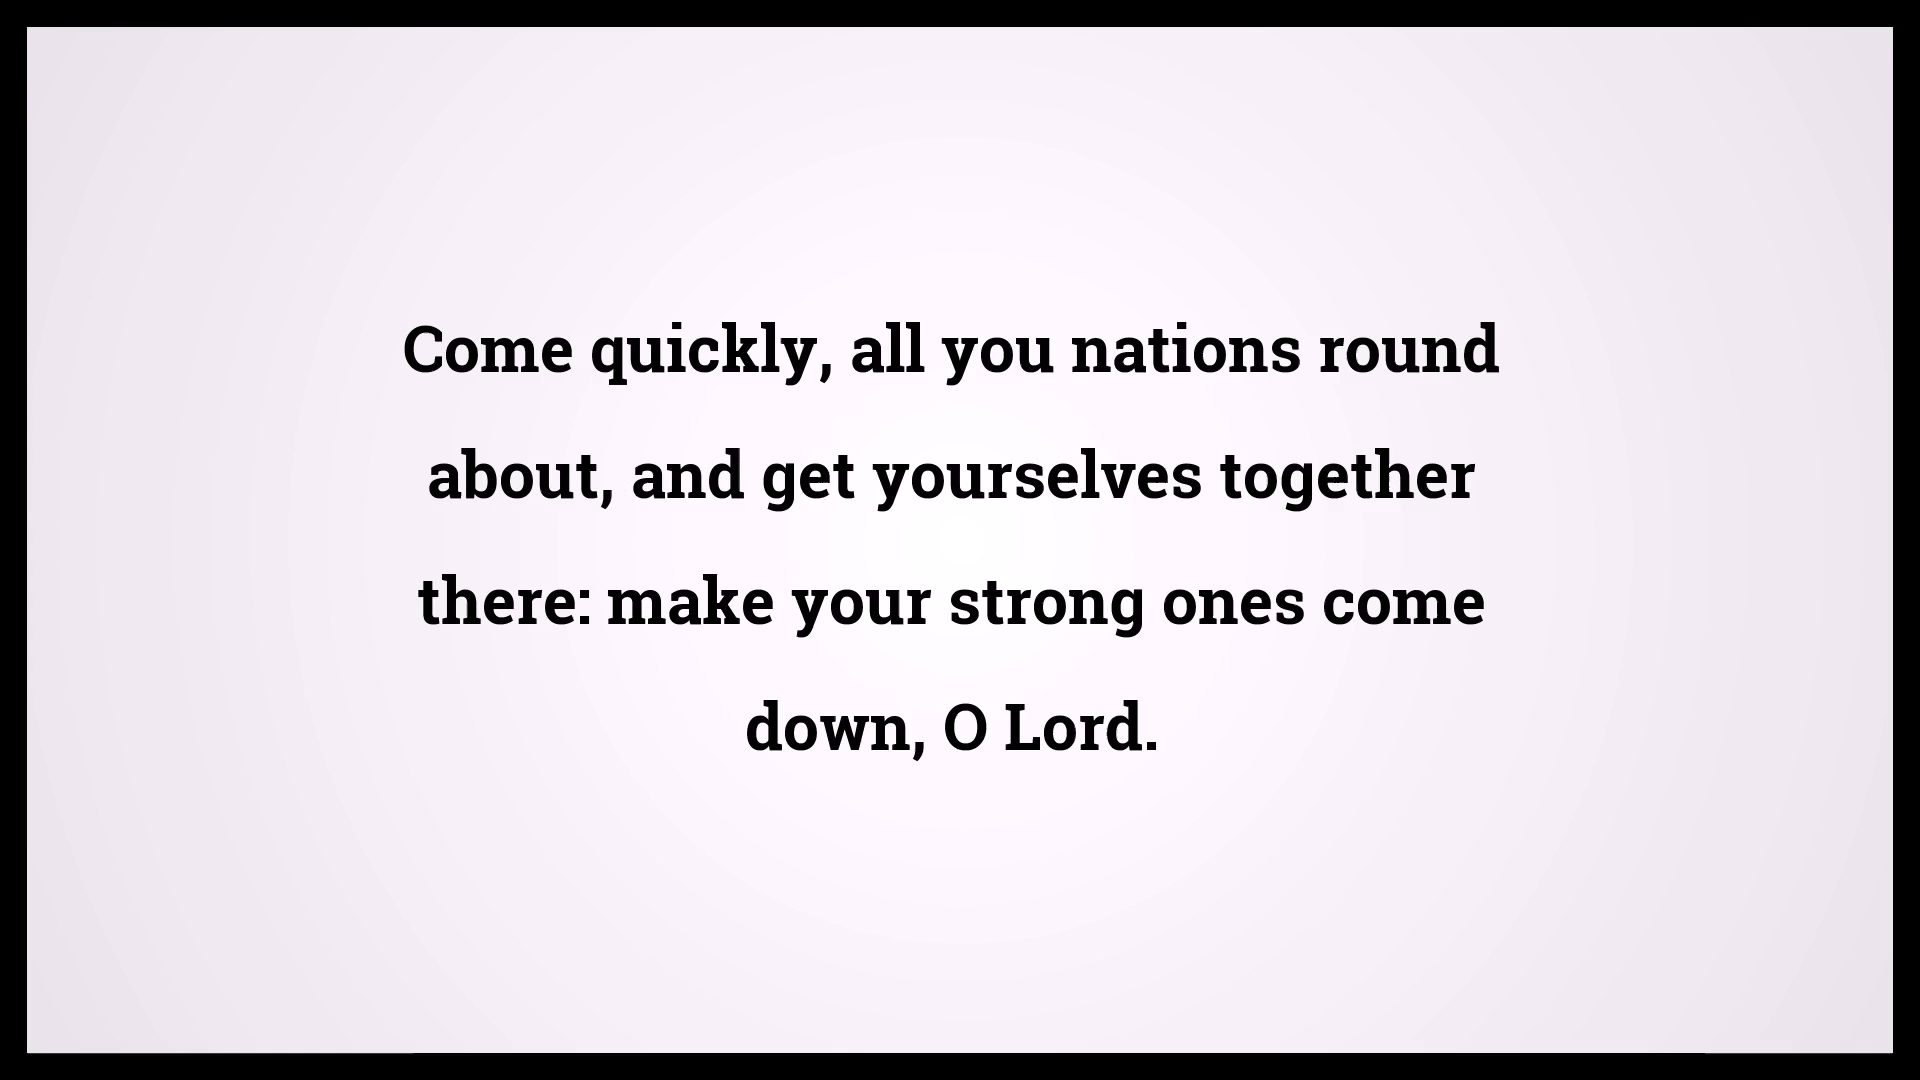 Come quickly, all you nations round
about, and get yourselves together
there: make your strong ones come
down, O Lord.